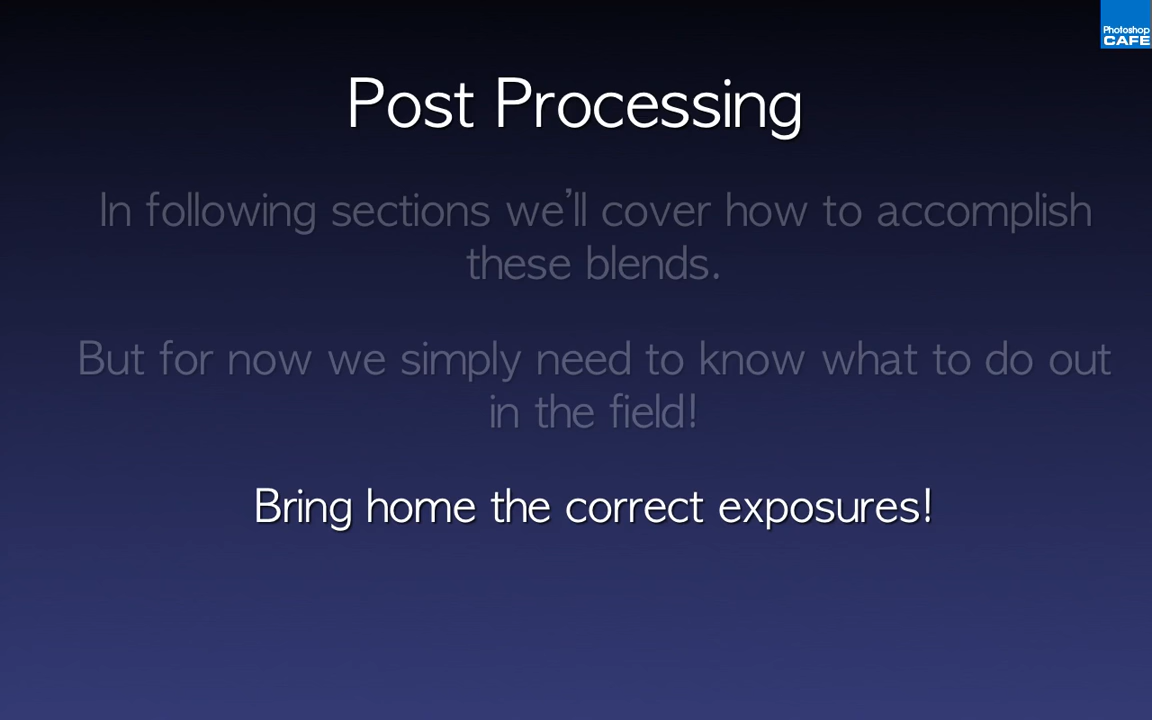 Photoshop
CAFE
Post Processing
In following sections we’ll cover how to accomplish
these blends.
But for now we simply need to know what to do out
in the field!
Bring home the correct exposures!